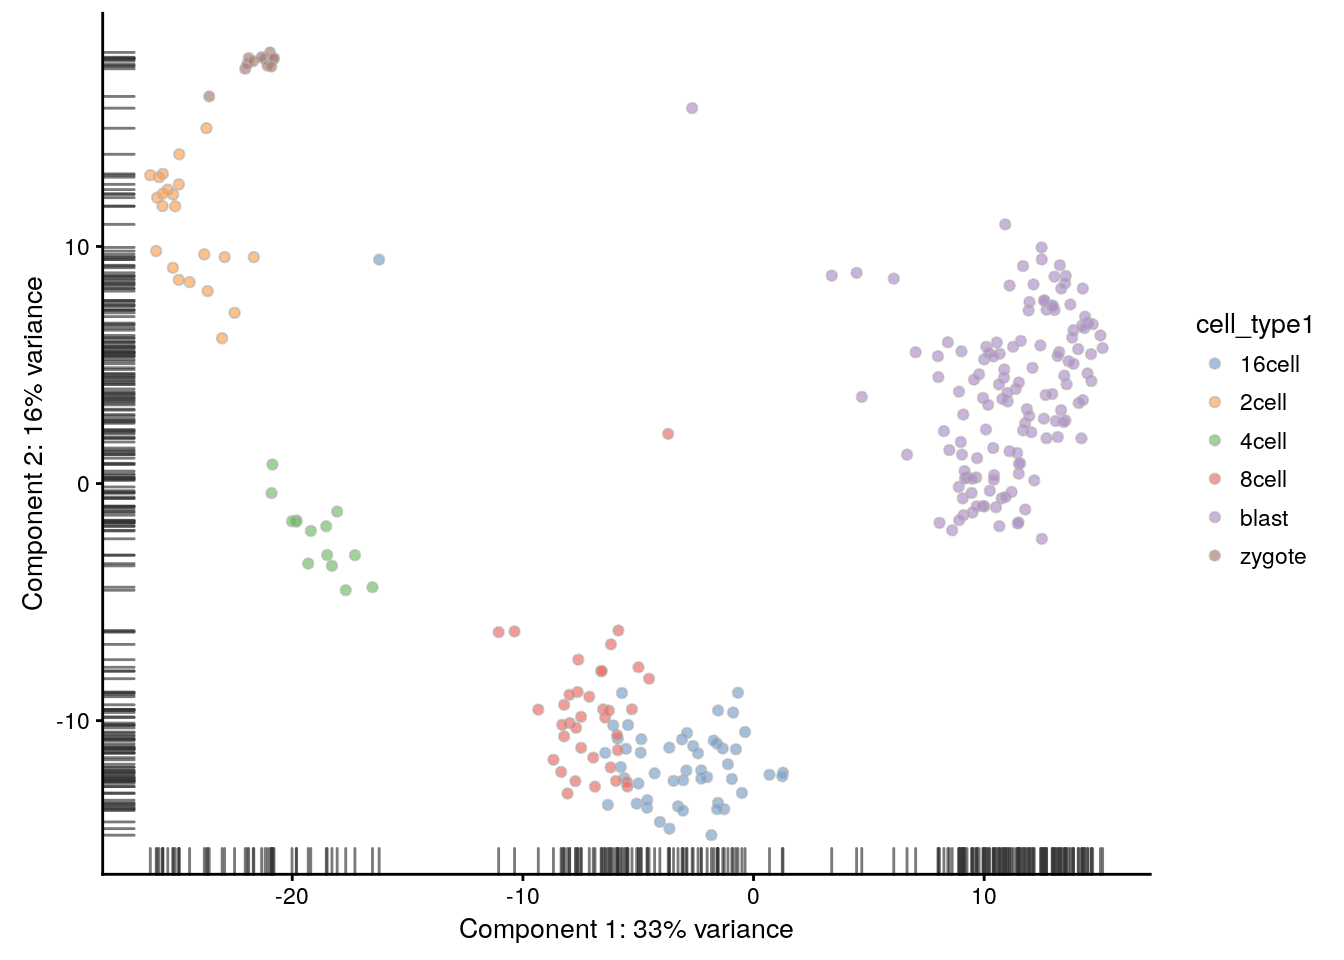 10
0
-10
-20
-10
0
10
Component 1: 33% variance
Component 2: 16% variance
cell_type1
16cell
2cell
4cell
8cell
blast
zygote